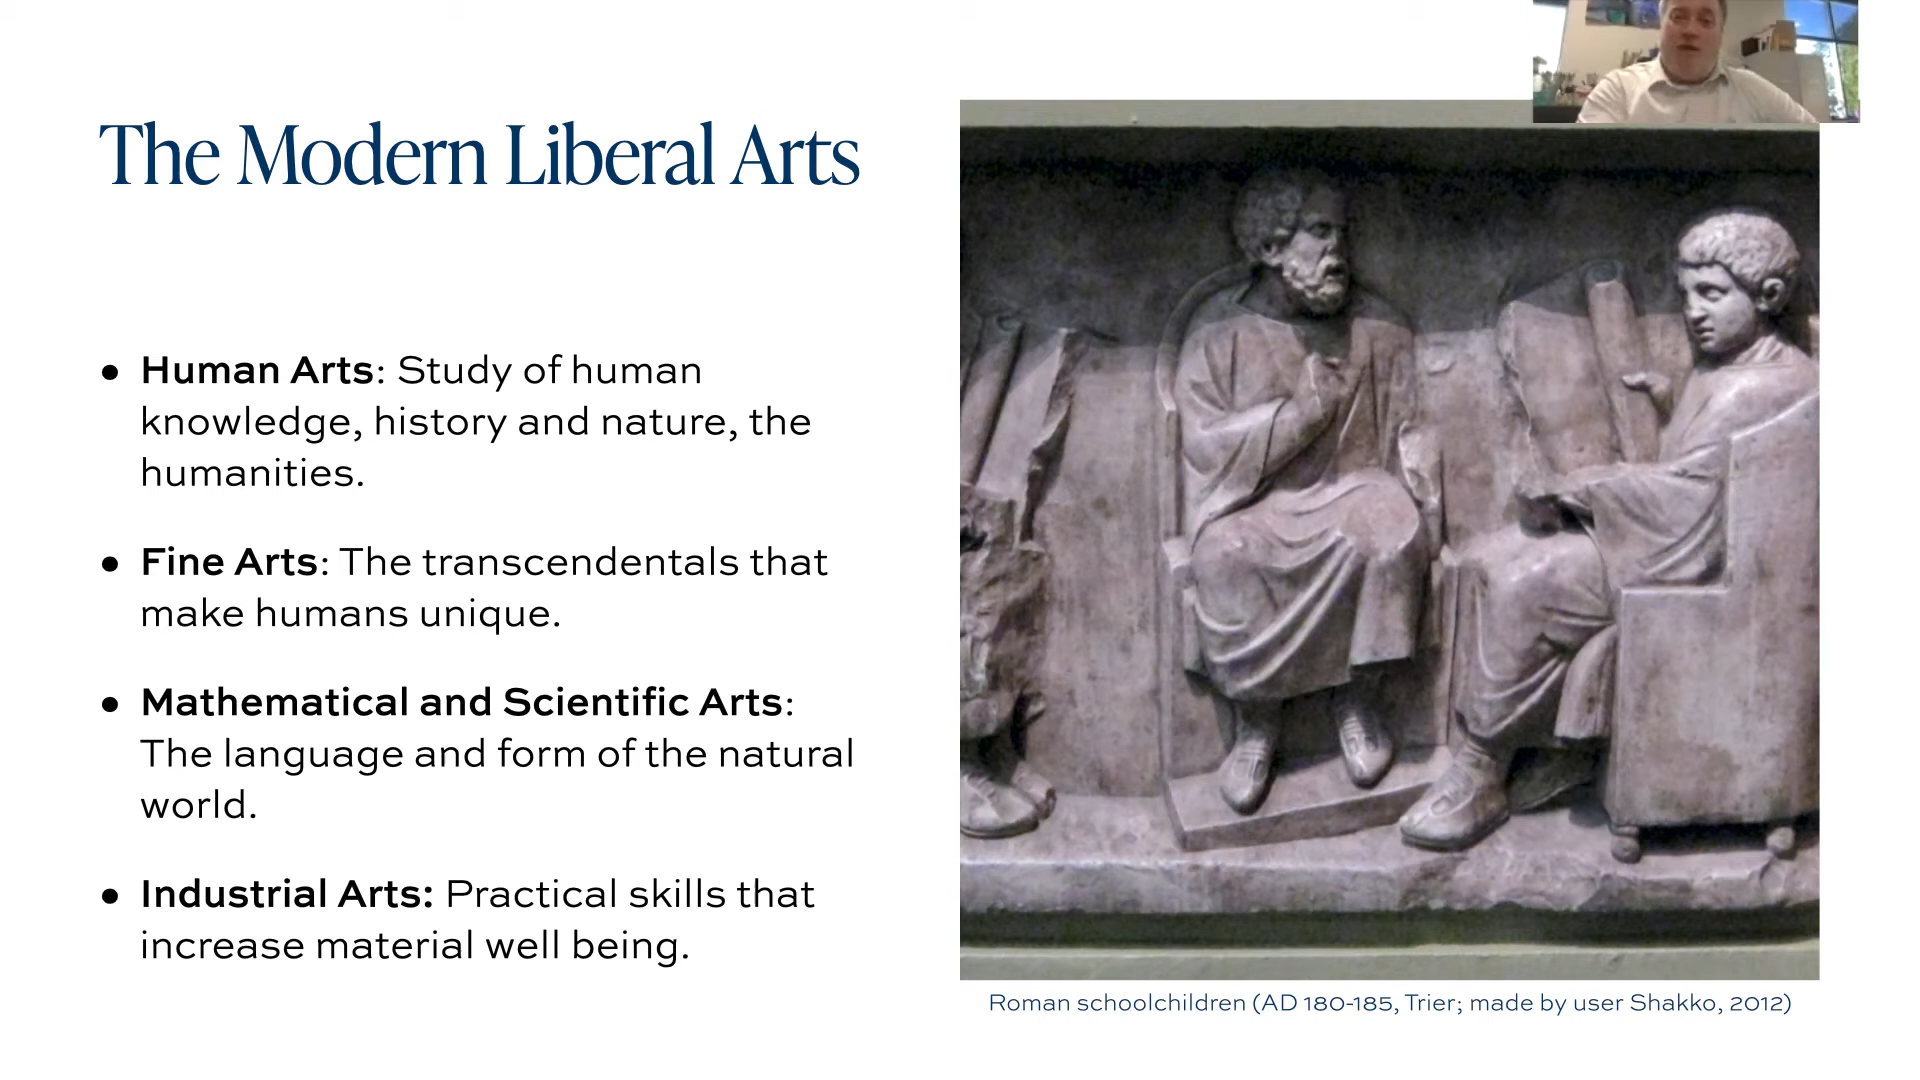 The Modern Liberal Arts
• Human Arts: Study of human
knowledge, history and nature, the
humanities.
• Fine Arts: The transcendentals that
make humans unique.
• Mathematical and Scientific Arts:
The language and form of the natural
world.
• Industrial Arts: Practical skills that
increase material well being.
Roman schoolchildren (AD 180-185, Trier; made by user Shakko, 2012)